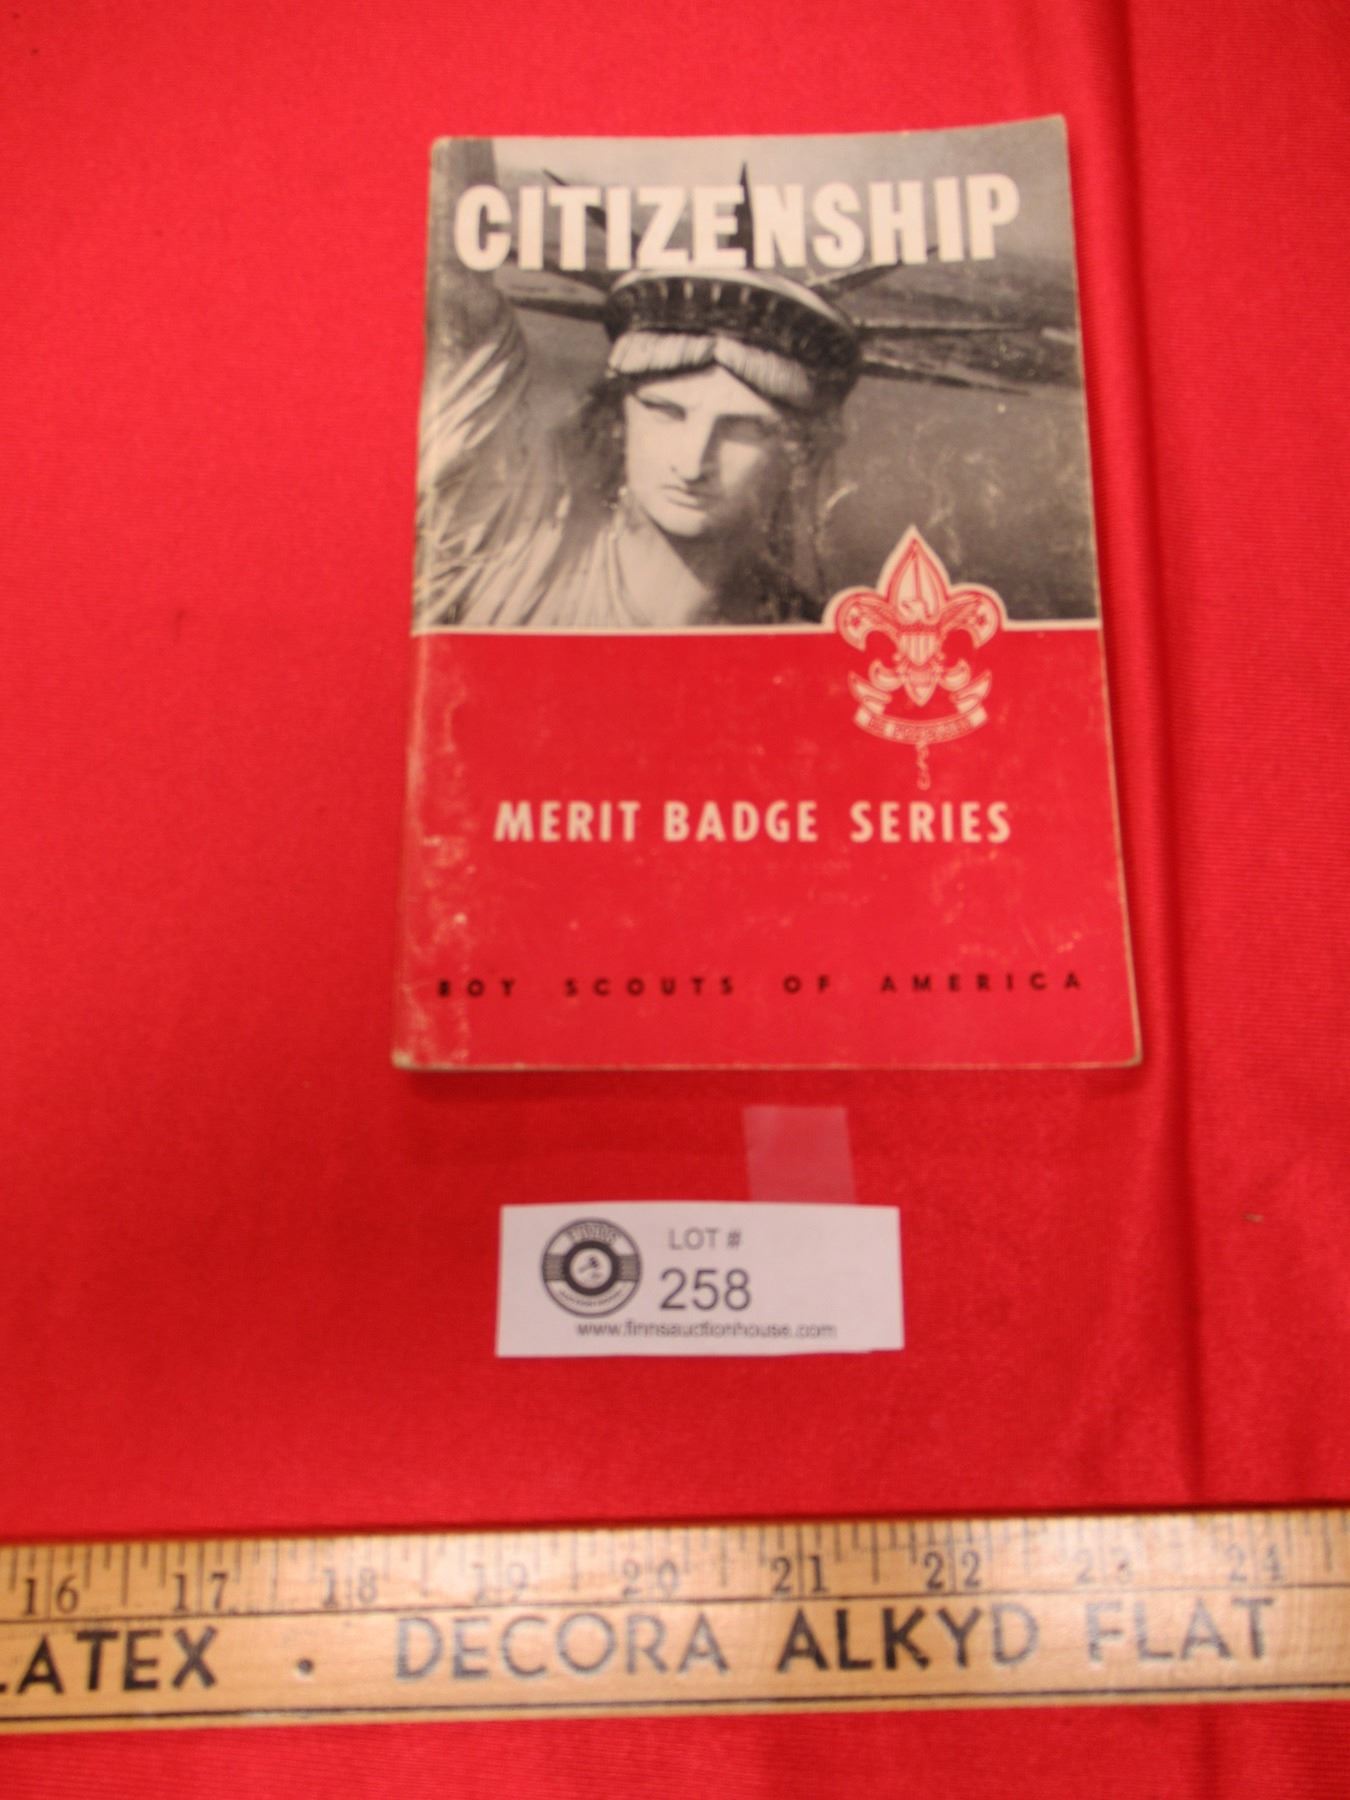 CITIZENSHIP
MERIT BADGE SERIES
BOY SCOUTS OF AMERICA
LOT #
258
www.finnsauctionhouse.com
16 17 18 19 20 21 22 23 24
LATEX • DECORA ALKYD FLAT